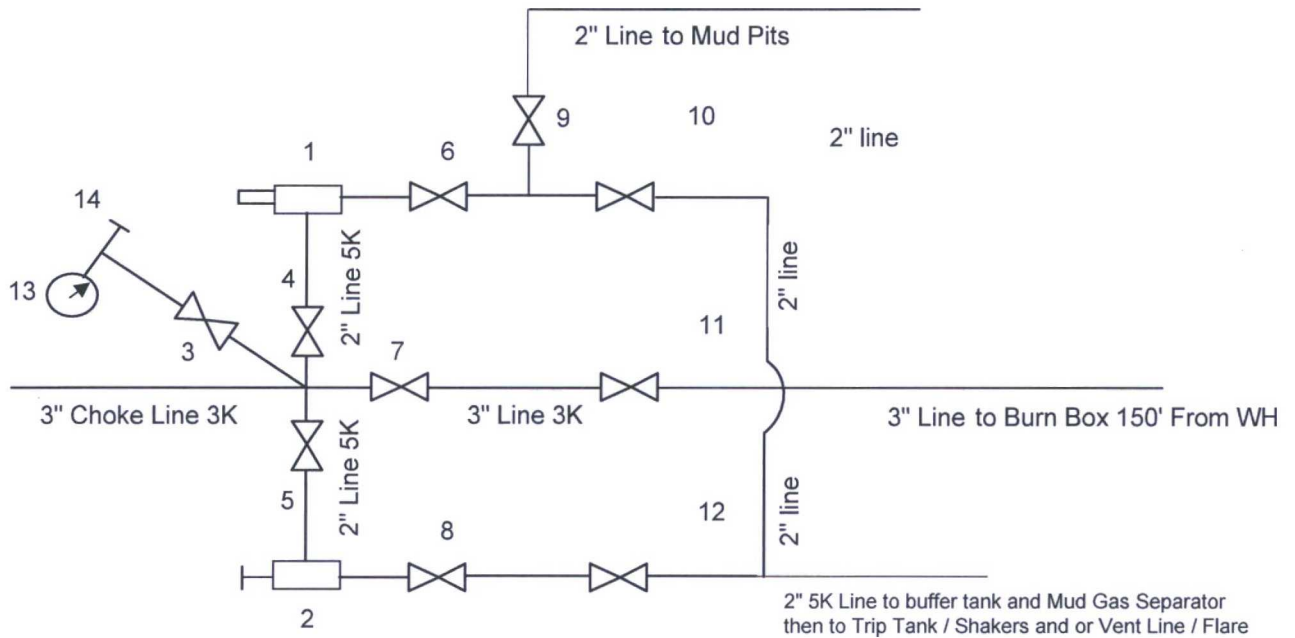 2" Line to Mud Pits
9
10
2" line
1
6
14
2" Line 5K
4
2" line
13
3
7
11
3" Choke Line 3K
3" Line 3K
3" Line to Burn Box 150' From WH
2" Line 5K
5
8
12
2" line
2
2" 5K Line to buffer tank and Mud Gas Separator
then to Trip Tank / Shakers and or Vent Line / Flare